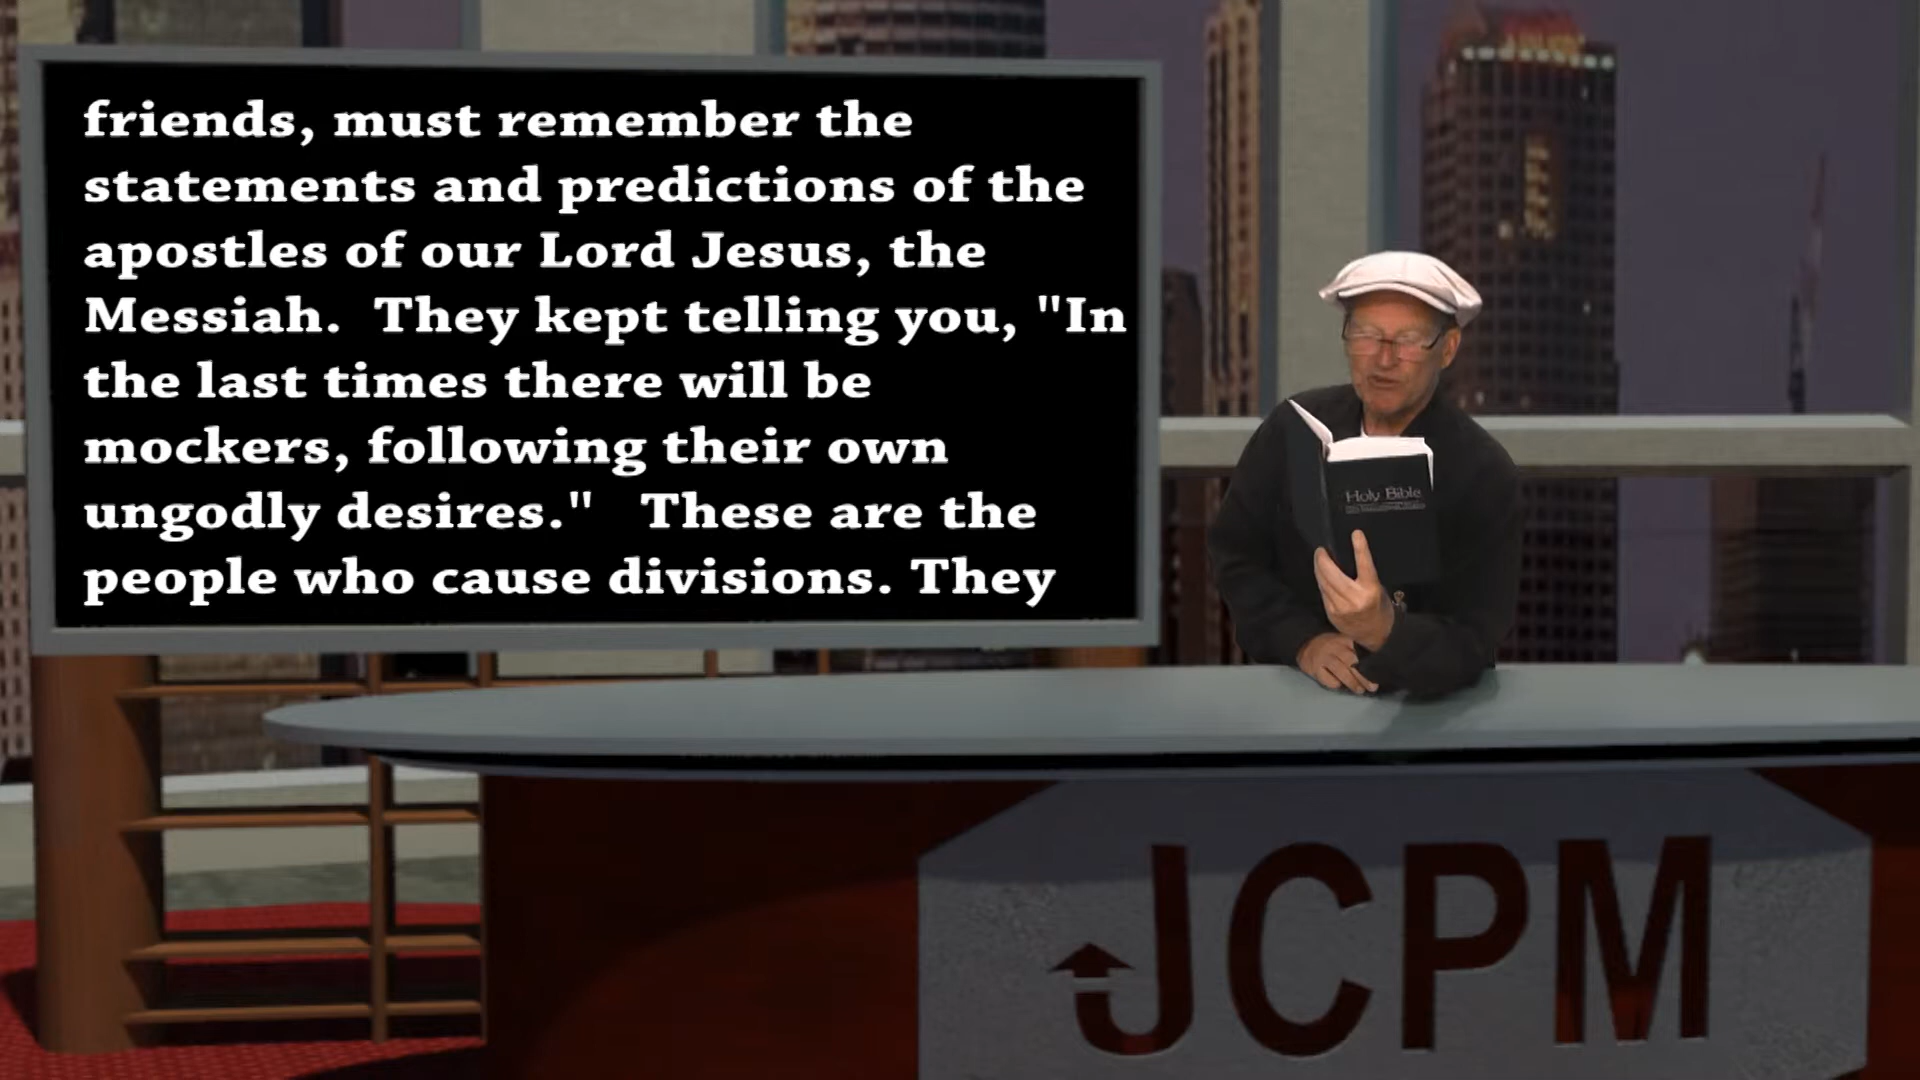 friends, must remember the
statements and predictions of the
apostles of our Lord Jesus, the
Messiah.  They kept telling you, "In
the last times there will be
mockers, following their own
ungodly desires."   These are the
people who cause divisions. They
Holy Bible
JCPM